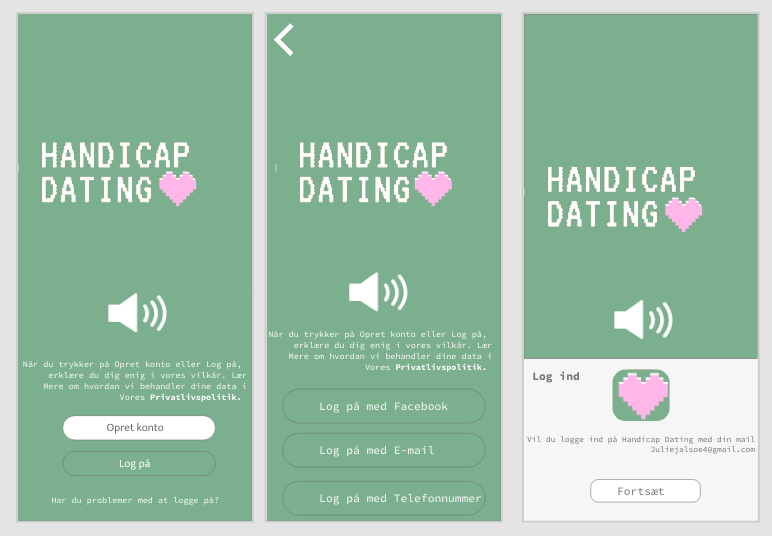 HANDICAP
DATING
Når du trykker på Opret konto eller Log på,
erklære du dig enig i vores vilkår. Lær
Mere om hvordan vi behandler dine data i
Vores Privatlivspolitik.
Opret konto
Log på
Har du problemer med at logge på?
HANDICAP
DATING
Når du trykker på Opret konto eller Log på,
erklære du dig enig i vores vilkår. Lær
Mere om hvordan vi behandler dine data i
Vores Privatlivspolitik.
Log på med Facebook
Log på med E-mail
Log på med Telefonnummer
HANDICAP
DATING
Log ind
Vil du logge ind på Handicap Dating med din mail
Juliejalsoe4@gmail.com
Fortsæt